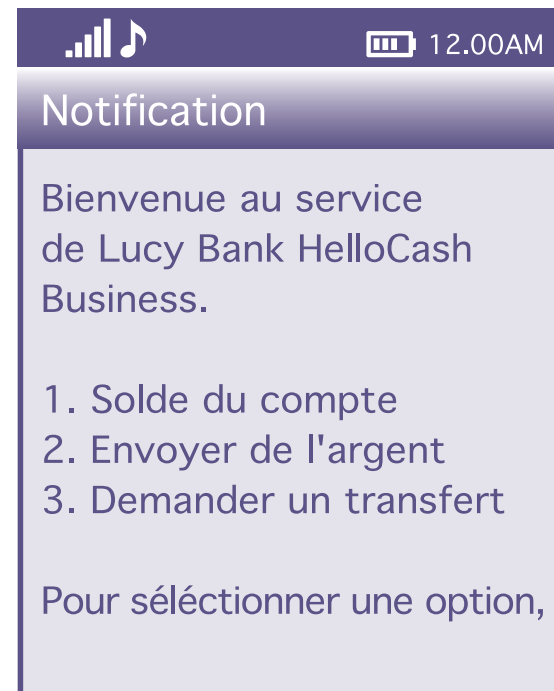 12.00AM
Notification
Bienvenue au service
de Lucy Bank HelloCash
Business.
1. Solde du compte
2. Envoyer de l'argent
3. Demander un transfert
Pour séléctionner une option,